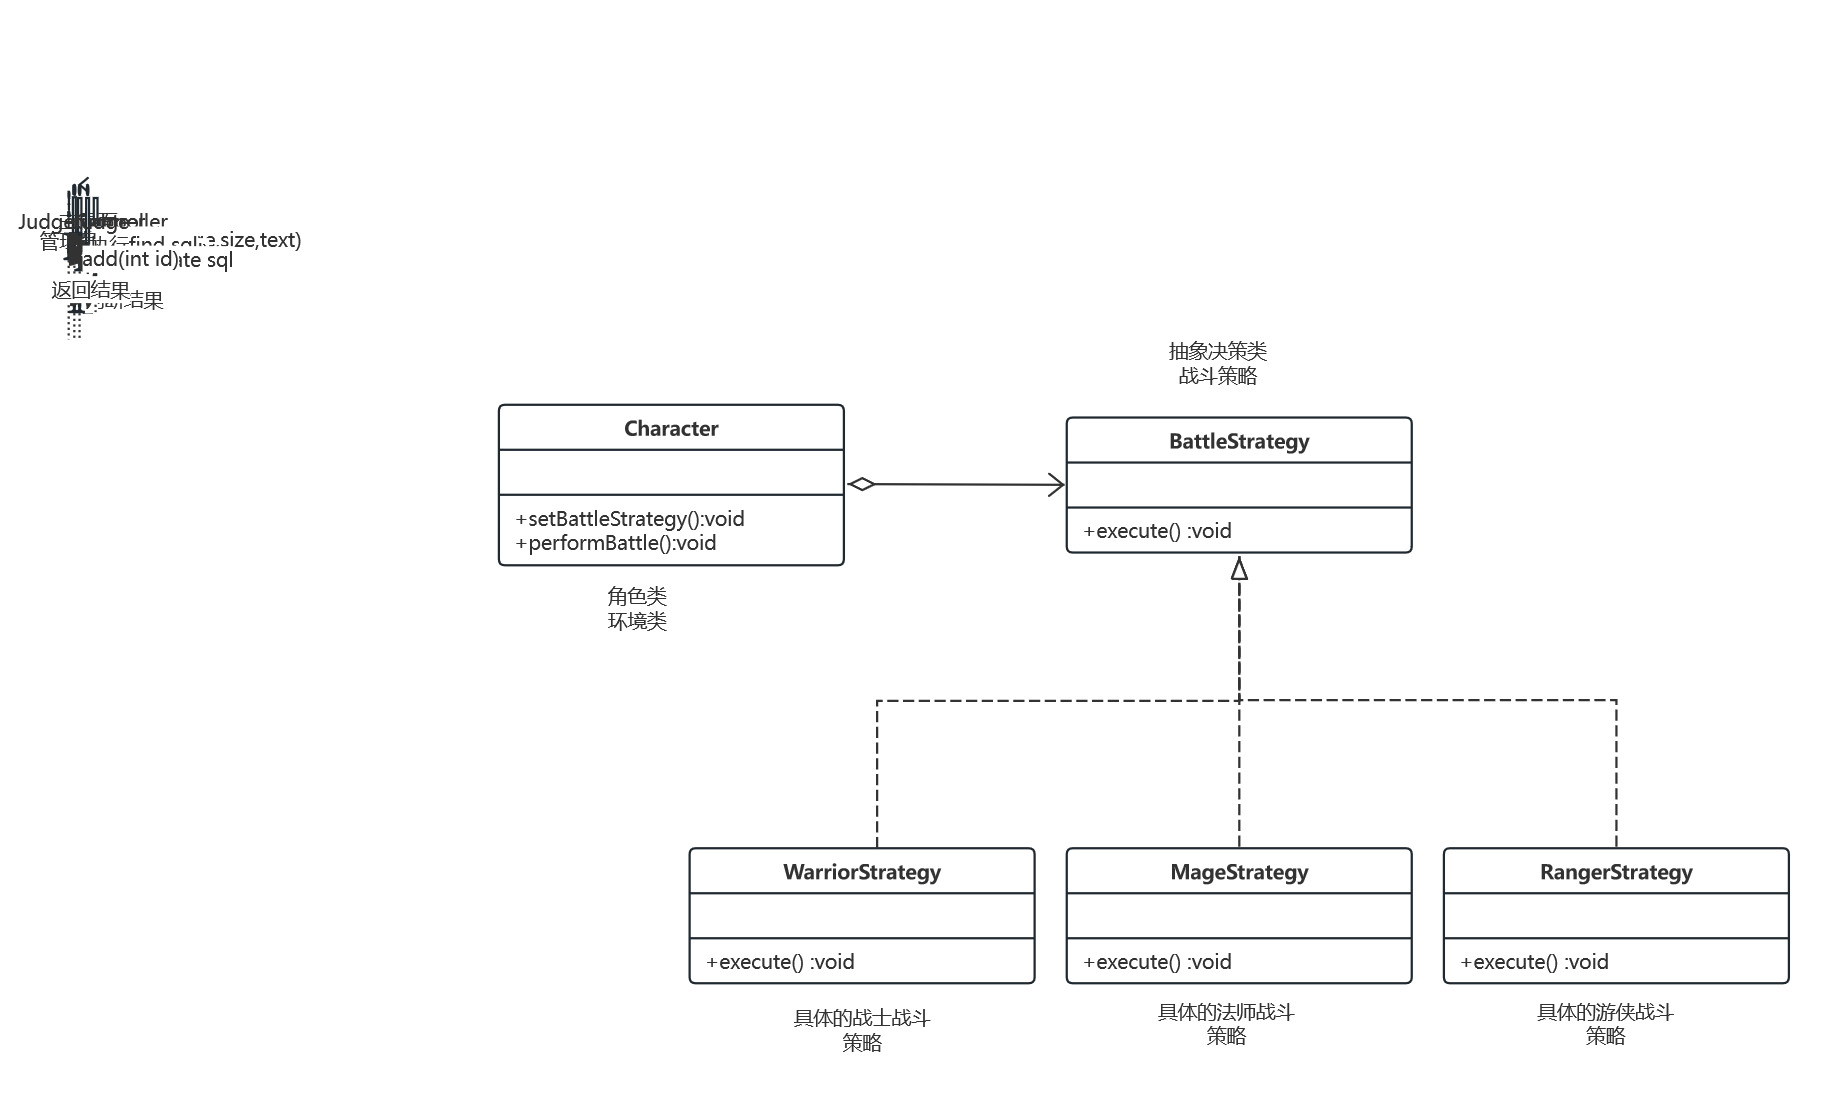 add(int id)
返回结果
抽象决策类
战斗策略
Character
+setBattleStrategy():void
+performBattle():void
角色类
环境类
BattleStrategy
+execute() :void
WarriorStrategy
+execute() :void
具体的战士战斗
策略
MageStrategy
+execute() :void
具体的法师战斗
策略
RangerStrategy
+execute() :void
具体的游侠战斗
策略